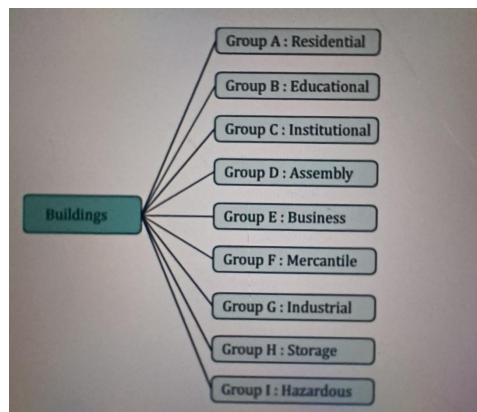 Buildings
Group A : Residential
Group B : Educational
Group C : Institutional
Group D : Assembly
Group E : Business
Group F : Mercantile
Group G : Industrial
Group H : Storage
Group I : Hazardous